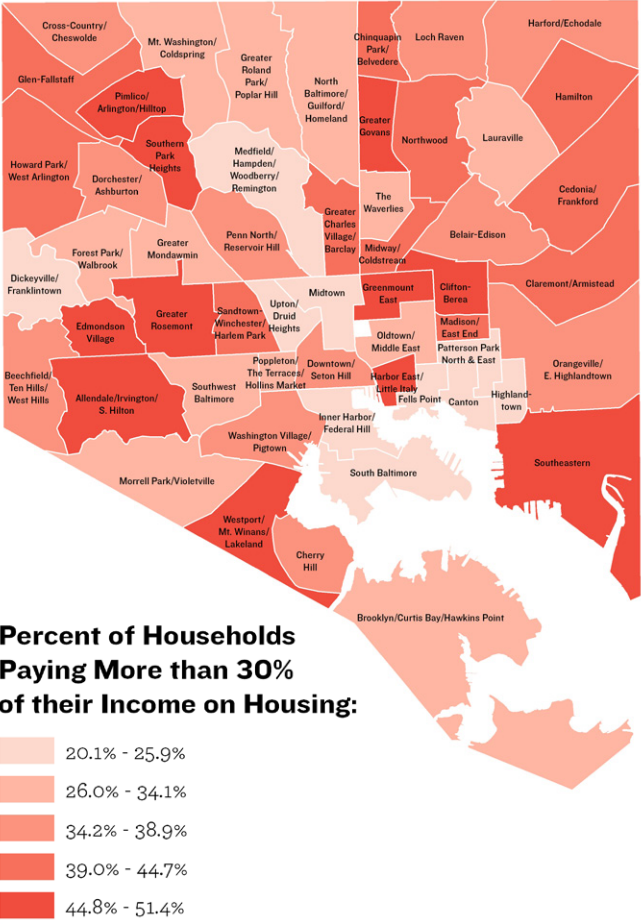 Cross-Country/
Cheswolde
Mt. Washington/
Coldspring
Greater
Roland
Park/
Poplar Hill
North
Baltimore/
Guilford/
Homeland
Chinquapin
Park/
Belvedere
Loch Raven
Harford/Echodale
Glen-Fallstaff
Pimlico/
Arlington/Hilltop
Southern
Park
Heights
Medfield/
Hampden/
Woodberry/
Remington
Greater
Govans
Northwood
Lauraville
Hamilton
Howard Park/
West Arlington
Dorchester/
Ashburton
The
Waverlies
Cedonia/
Frankford
Greater
Charles
Village/
Barclay
Penn North/
Reservoir Hill
Belair-Edison
Forest Park/
Walbrook
Greater
Mondawmin
Midway/
Coldstream
Dickeyville/
Franklintown
Midtown
Greenmount
East
Clifton-
Berea
Claremont/Armistead
Edmondson
Village
Greater
Rosemont
Sandtown-
Winchester/
Harlem Park
Upton/
Druid
Heights
Oldtown/
Middle East
Madison/
East End
Patterson Park
North & East
Beechfield/
Ten Hills/
West Hills
Allendale/Irvington/
S. Hilton
Southwest
Baltimore
Poppleton/
The Terraces/
Hollins Market
Downtown/
Seton Hill
Harbor East/
Little Italy
Fells Point
Canton
Highland-
town
Orangeville/
E. Highlandtown
Inner Harbor/
Federal Hill
Washington Village/
Pigtown
South Baltimore
Southeastern
Morrell Park/Violetville
Westport/
Mt. Winans/
Lakeland
Cherry
Hill
Brooklyn/Curtis Bay/Hawkins Point
Percent of Households
Paying More than 30%
of their Income on Housing:
20.1% - 25.9%
26.0% - 34.1%
34.2% - 38.9%
39.0% - 44.7%
44.8% - 51.4%